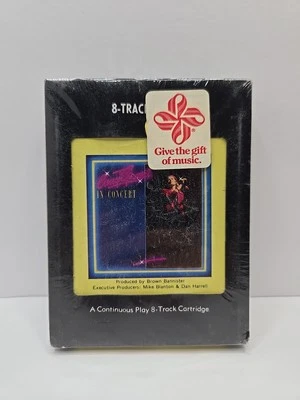 8-TRACK
Give the gift
of music.
IN CONCERT
Produced by Brown Bannister
Executive Producers: Mike Blanton & Dan Harrell
A Continuous Play 8-Track Cartridge